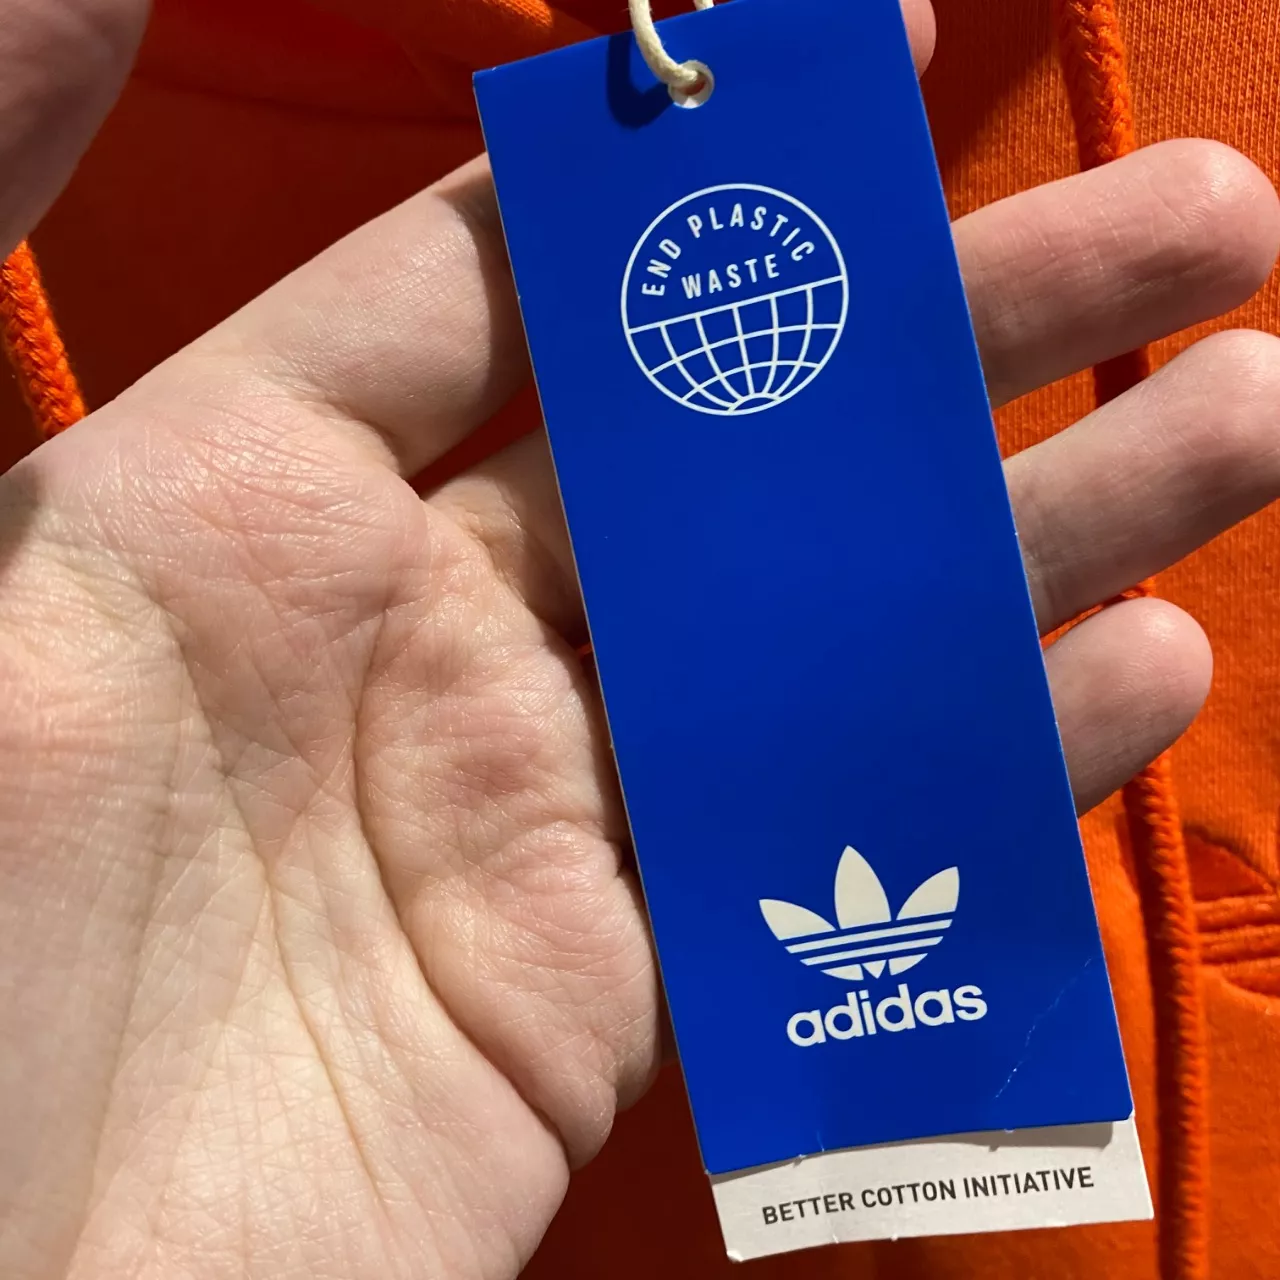 END PLASTIC
WASTE
adidas
BETTER COTTON INITIATIVE